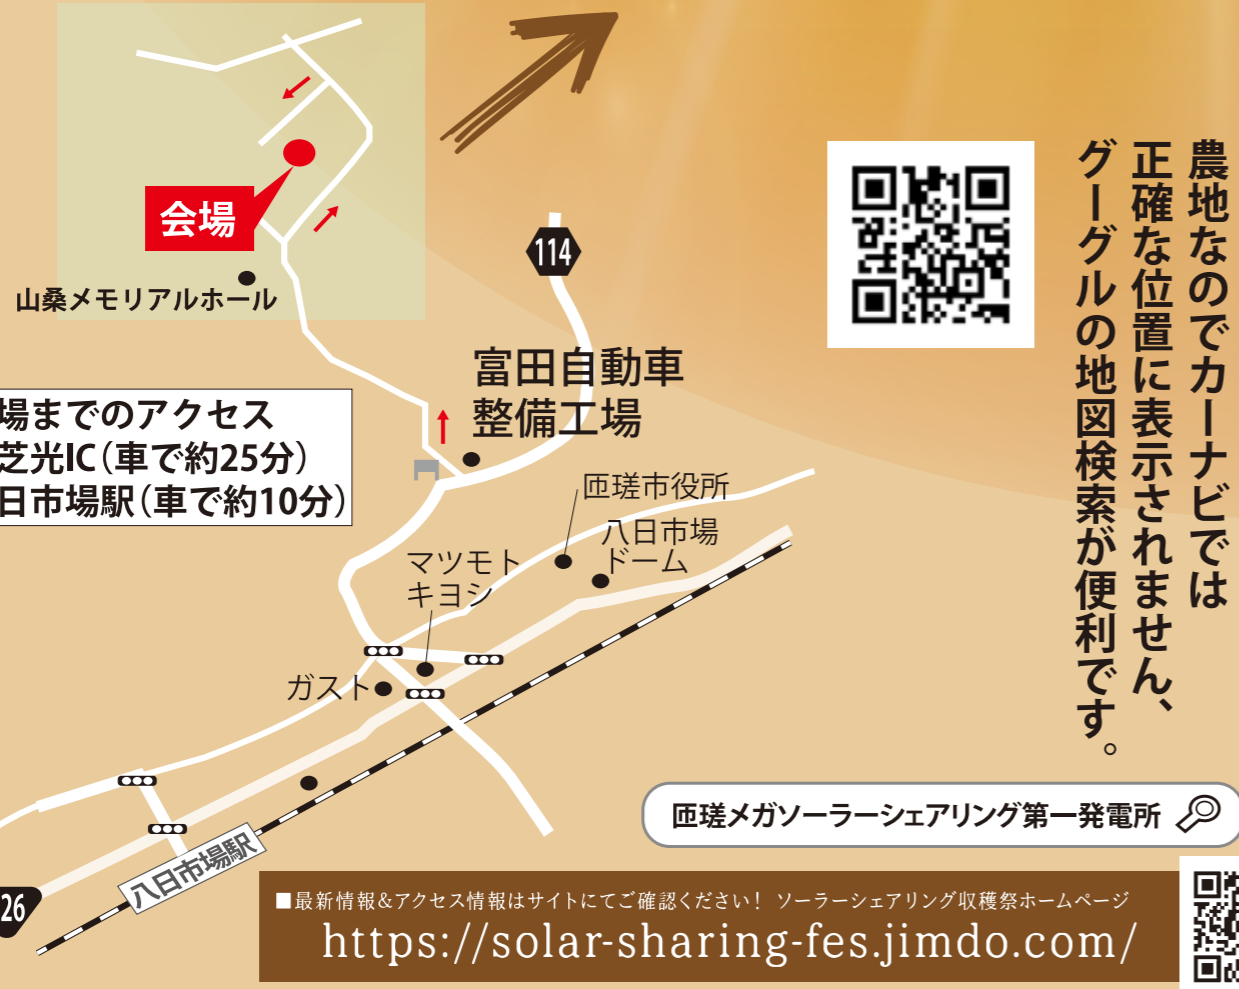 会場
山桑メモリアルホール
114
富田自動車
整備工場
場までのアクセス
芝光IC（車で約25分）
日市場駅（車で約10分）
匝瑳市役所
八日市場
ドーム
マツモト
キヨシ
ガスト
八日市場駅
26
農地なのでカーナビでは
正確な位置に表示されません、
グーグルの地図検索が便利です。
匝瑳メガソーラーシェアリング第一発電所
■最新情報&アクセス情報はサイトにてご確認ください！ ソーラーシェアリング収穫祭ホームページ
https://solar-sharing-fes.jimdo.com/